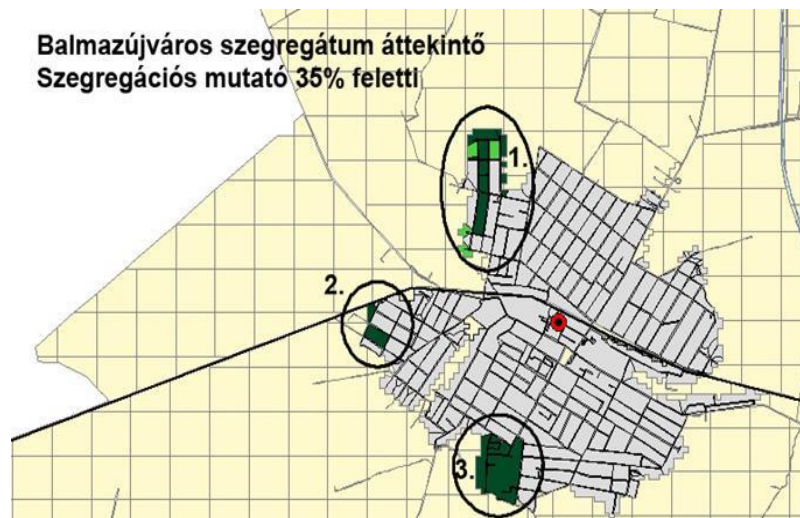 Balmazújváros szegregátum áttekintő
Szegregációs mutató 35% feletti
1.
2.
3.